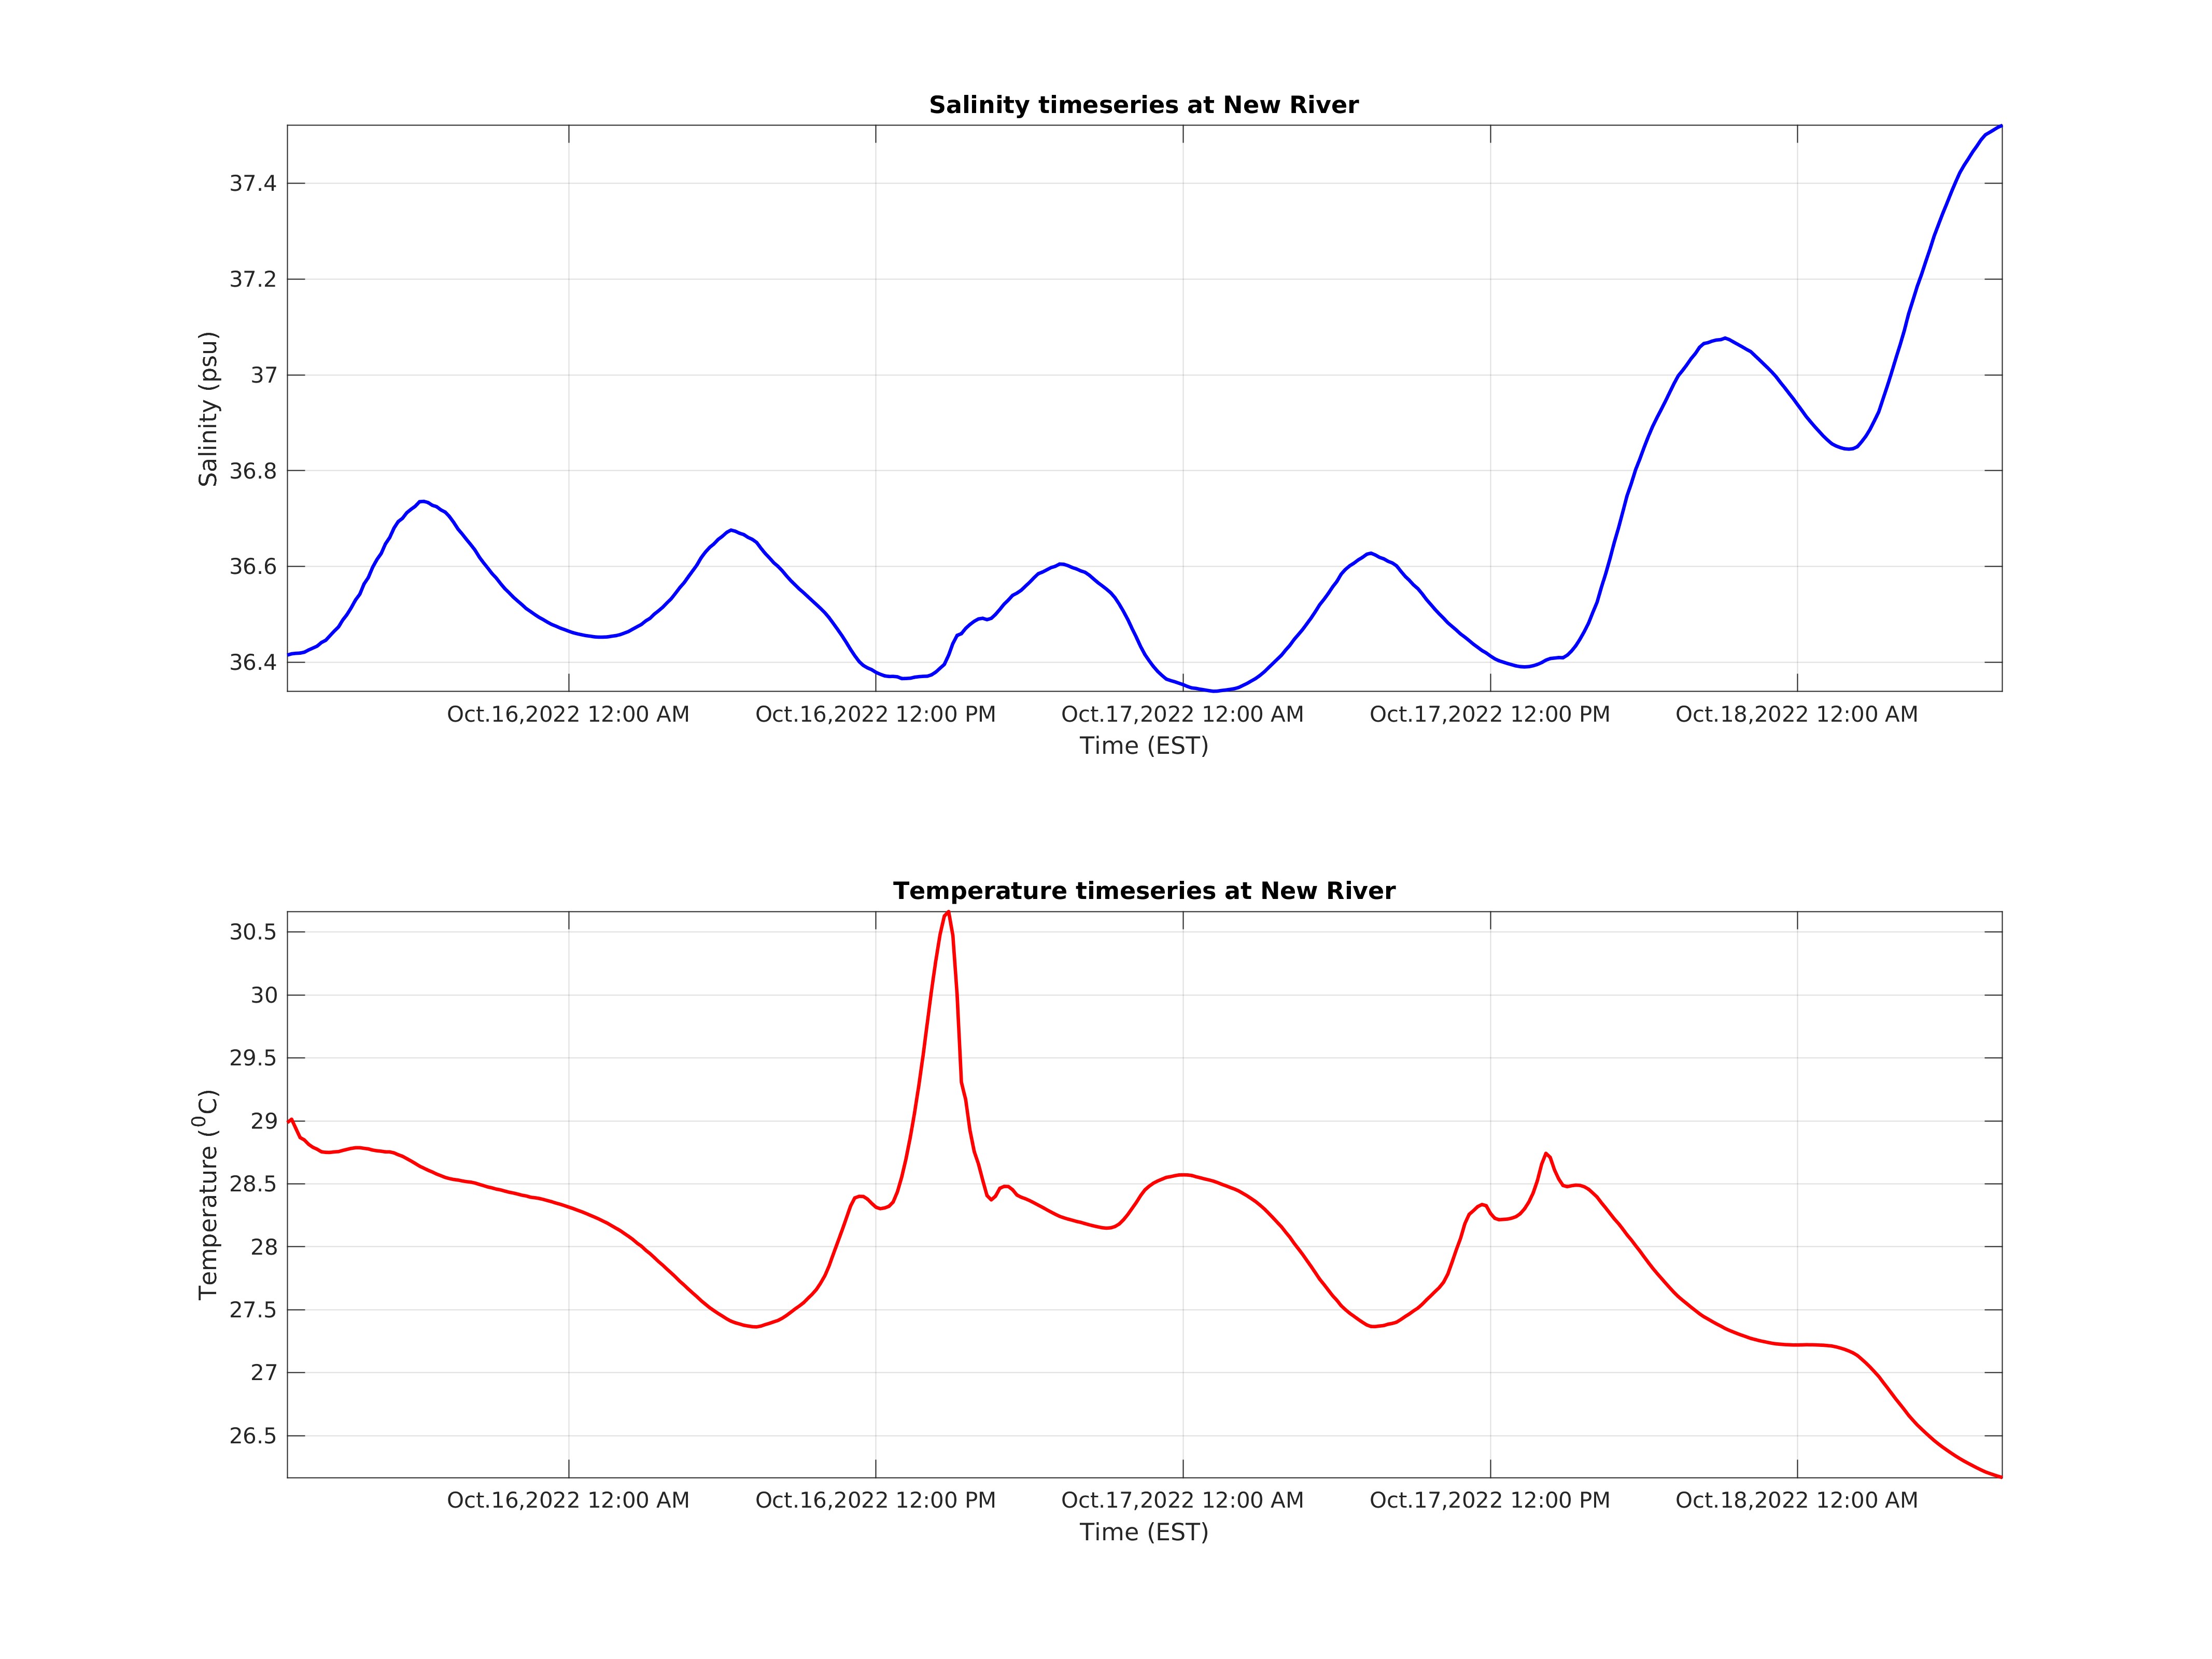 Salinity timeseries at New River
37.4
37.2
37
36.8
36.6
36.4
Salinity (psu)
Oct.16,2022 12:00 AM Oct.16,2022 12:00 PM Oct.17,2022 12:00 AM Oct.17,2022 12:00 PM Oct.18,2022 12:00 AM
Time (EST)
Temperature timeseries at New River
30.5
30
29.5
29
28.5
28
27.5
27
26.5
Temperature (⁰C)
Oct.16,2022 12:00 AM Oct.16,2022 12:00 PM Oct.17,2022 12:00 AM Oct.17,2022 12:00 PM Oct.18,2022 12:00 AM
Time (EST)